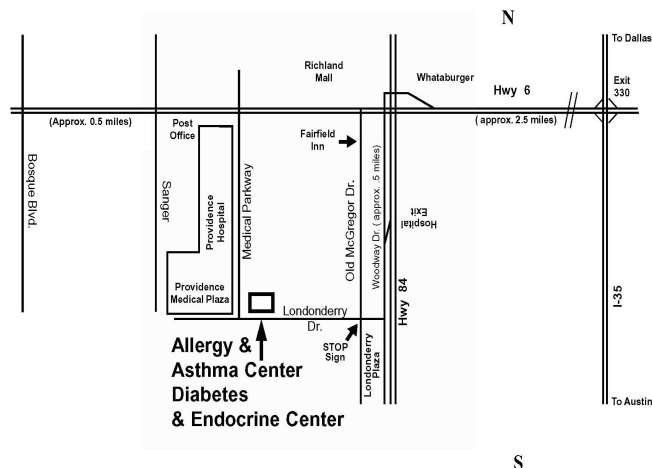 N
To Dallas
Richland
Mall
Whataburger
Hwy 6
Exit
330
(Approx. 0.5 miles)
Post
Office
( approx. 2.5 miles)
Fairfield
Inn
Bosque Blvd.
Sanger
Providence
Hospital
Medical Parkway
Old McGregor Dr.
Woodway Dr. ( approx. .5 miles)
Hospital
Exit
Providence
Medical Plaza
Londonderry
Dr.
Hwy 84
I-35
STOP
Sign
Londonderry
Plaza
Allergy &
Asthma Center
Diabetes
& Endocrine Center
To Austin
S